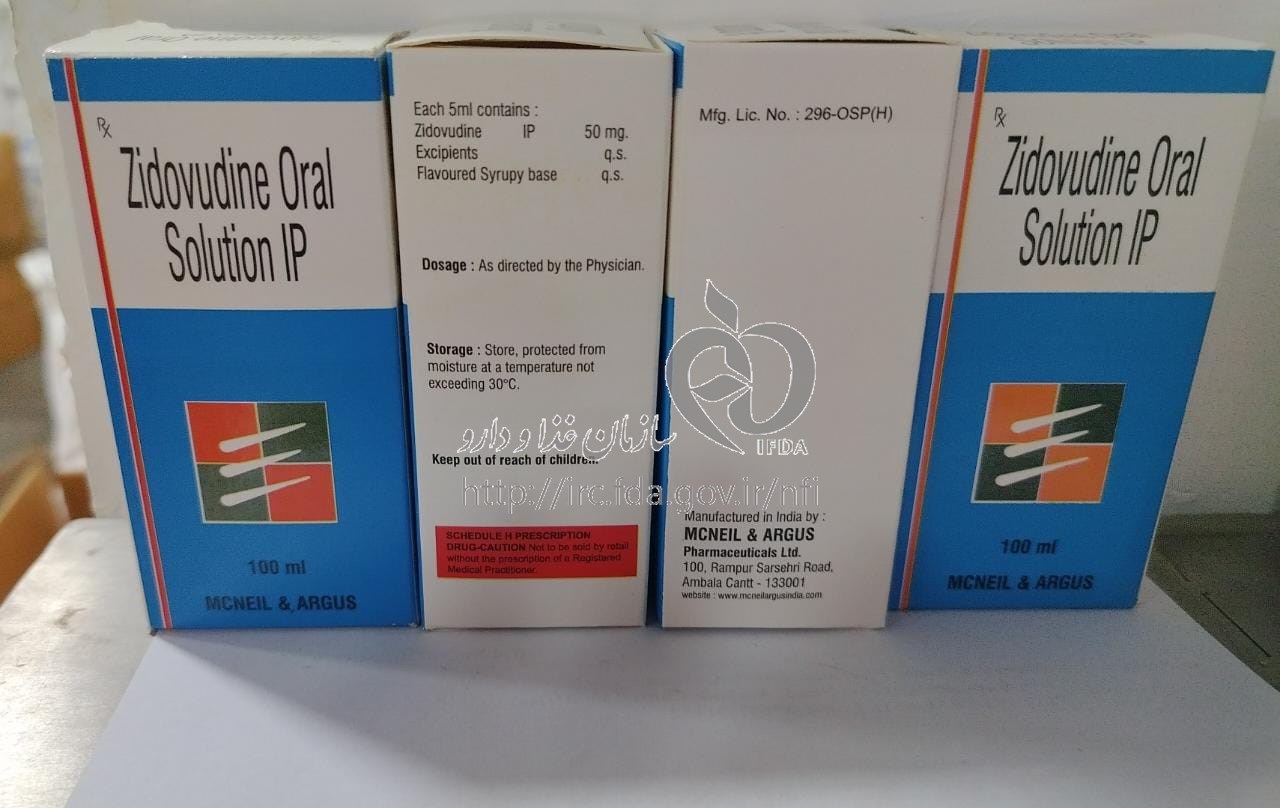 Rx
Zidovudine Oral
Solution IP
100 ml
MCNEIL & ARGUS
Each 5ml contains :
Zidovudine IP 50 mg.
Excipients q.s.
Flavoured Syrupy base q.s.
Dosage : As directed by the Physician.
Storage : Store, protected from
moisture at a temperature not
exceeding 30°C.
Keep out of reach of children.
SCHEDULE H PRESCRIPTION
DRUG-CAUTION Not to be sold by retail
without the prescription of a Registered
Medical Practitioner.
Mfg. Lic. No. : 296-OSP(H)
IFDA
سازمان غذا و دارو
http://irc.fda.gov.ir/nfi
Manufactured in India by :
MCNEIL & ARGUS
Pharmaceuticals Ltd.
100, Rampur Sarsehri Road,
Ambala Cantt - 133001
website : www.mcneilargusindia.com
Rx
Zidovudine Oral
Solution IP
100 ml
MCNEIL & ARGUS